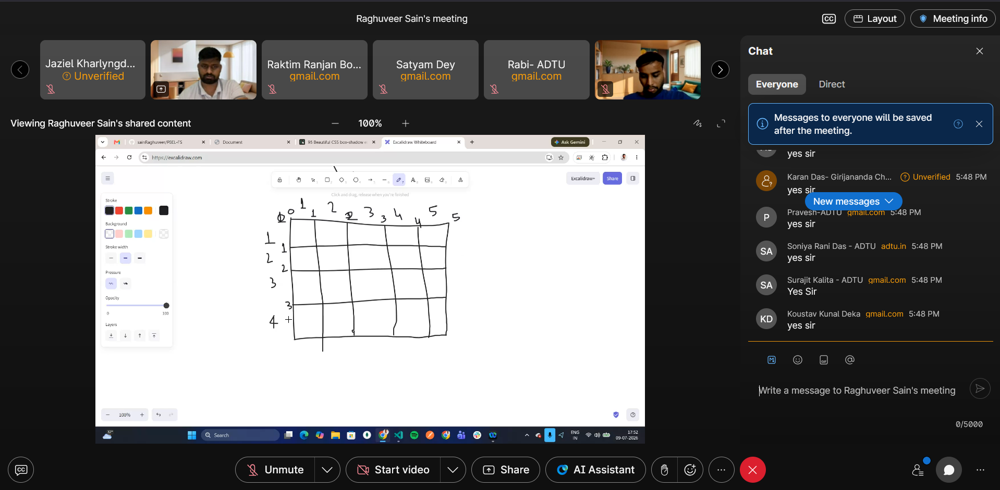 Raghuveer Sain's meeting
CC
Layout
Meeting info
Jaziel Kharlyngd...
Unverified
Raktim Ranjan Bo...
gmail.com
Satyam Dey
gmail.com
Rabi- ADTU
gmail.com
Viewing Raghuveer Sain's shared content
100%
sainRaghuveer/PBEL-FS
Document
95 Beautiful CSS box-shadow e
Excalidraw Whiteboard
Ask Gemini
https://excalidraw.com
Excalidraw+
Share
Click and drag, release when you're finished
Stroke
Background
Stroke width
Pressure
Opacity
0
100
Layers
1 2 3 4 5
0 1 2 3 4 5
1
1
2
2
3
3
4
100%
32°
Search
ENG
IN
17:52
09-07-2026
Chat
Everyone
Direct
Messages to everyone will be saved
after the meeting.
yes sir
Karan Das- Girijananda Ch...
Unverified
5:48 PM
yes sir
New messages
P
Pravesh-ADTU gmail.com 5:48 PM
yes sir
SA
Soniya Rani Das - ADTU adtu.in 5:48 PM
yes sir
SA
Surajit Kalita - ADTU gmail.com 5:48 PM
Yes Sir
KD
Koustav Kunal Deka gmail.com 5:48 PM
yes sir
GIF
Write a message to Raghuveer Sain's meeting
0/5000
CC
Unmute
Start video
Share
AI Assistant